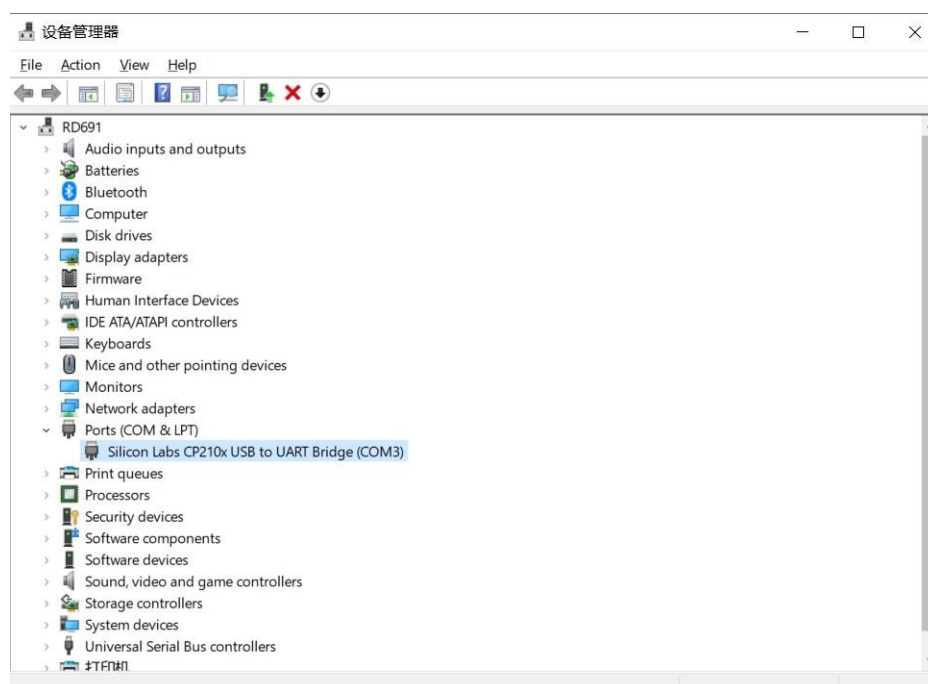 设备管理器
File Action View Help
RD691
Audio inputs and outputs
Batteries
Bluetooth
Computer
Disk drives
Display adapters
Firmware
Human Interface Devices
IDE ATA/ATAPI controllers
Keyboards
Mice and other pointing devices
Monitors
Network adapters
Ports (COM & LPT)
Silicon Labs CP210x USB to UART Bridge (COM3)
Print queues
Processors
Security devices
Software components
Software devices
Sound, video and game controllers
Storage controllers
System devices
Universal Serial Bus controllers
打印机